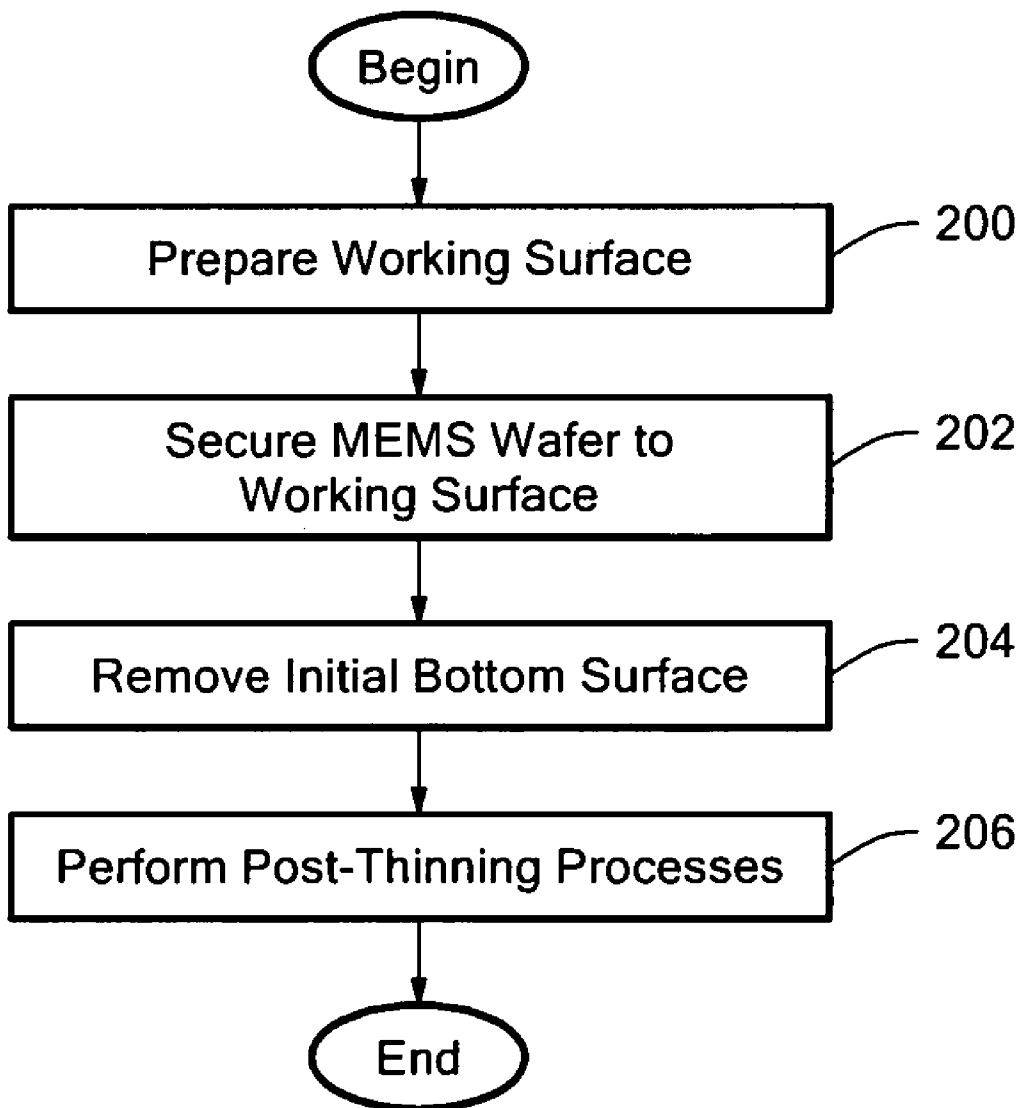 Begin
Prepare Working Surface
200
Secure MEMS Wafer to
Working Surface
202
Remove Initial Bottom Surface
204
Perform Post-Thinning Processes
206
End